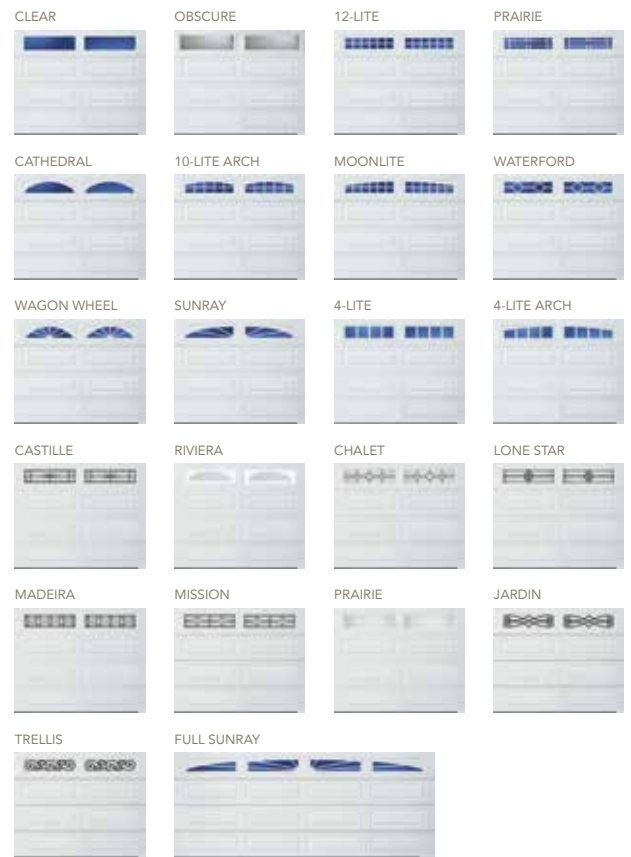 CLEAR
OBSCURE
12-LITE
PRAIRIE
CATHEDRAL
10-LITE ARCH
MOONLITE
WATERFORD
WAGON WHEEL
SUNRAY
4-LITE
4-LITE ARCH
CASTILLE
RIVIERA
CHALET
LONE STAR
MADEIRA
MISSION
PRAIRIE
JARDIN
TRELLIS
FULL SUNRAY